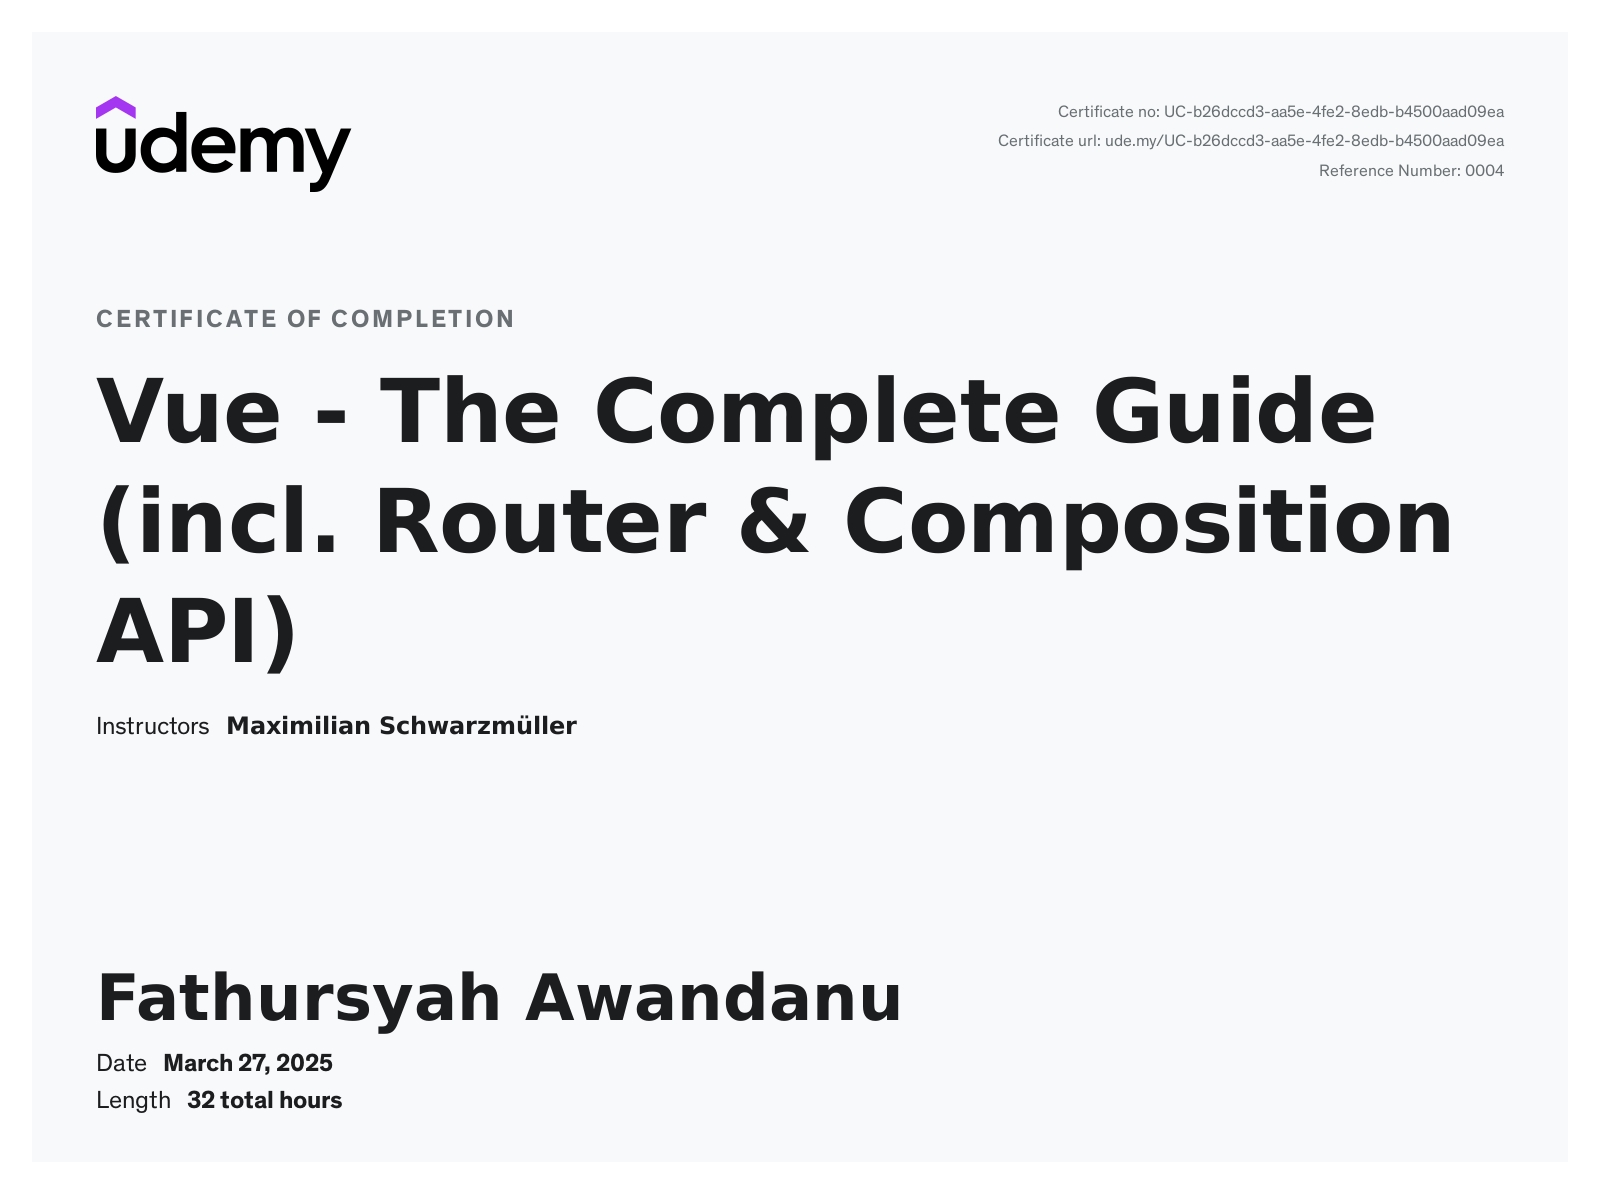 udemy
Certificate no: UC-b26dccd3-aa5e-4fe2-8edb-b4500aad09ea
Certificate url: ude.my/UC-b26dccd3-aa5e-4fe2-8edb-b4500aad09ea
Reference Number: 0004
CERTIFICATE OF COMPLETION
Vue - The Complete Guide
(incl. Router & Composition
API)
Instructors Maximilian Schwarzmüller
Fathursyah Awandanu
Date March 27, 2025
Length 32 total hours